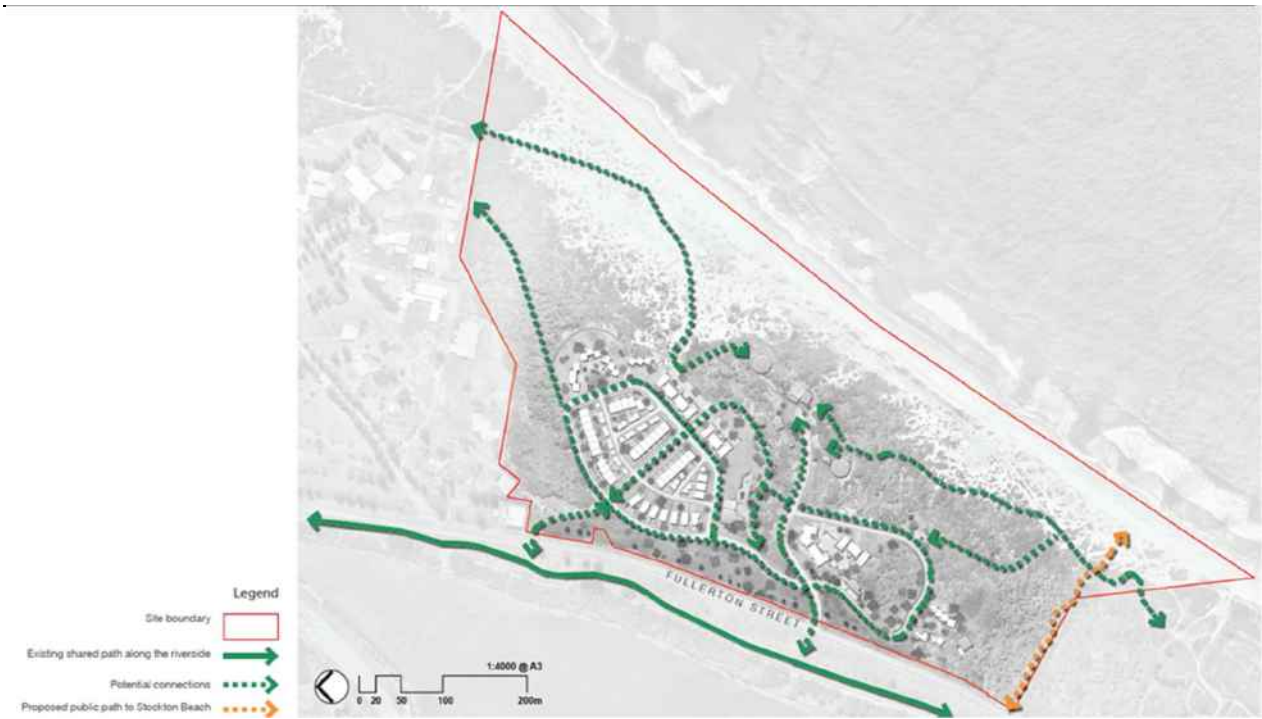 FULLERTON STREET
Legend
Site boundary
Existing shared path along the riverside
Potential connections
Proposed public path to Stockton Beach
1:4000 @ A3
0 20 50 100 200m